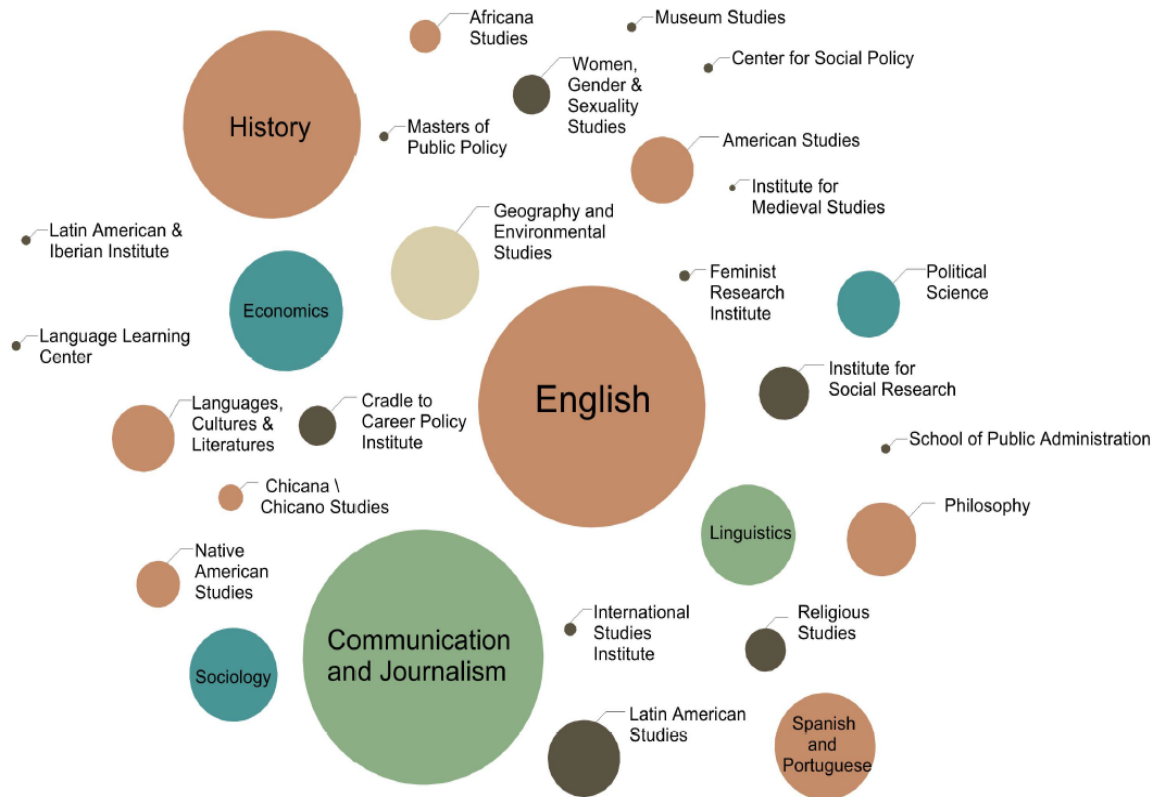 Africana
Studies
Museum Studies
Center for Social Policy
Women,
Gender &
Sexuality
Studies
History
Masters of
Public Policy
American Studies
Institute for
Medieval Studies
Latin American &
Iberian Institute
Geography and
Environmental
Studies
Feminist
Research
Institute
Political
Science
Economics
Language Learning
Center
Institute for
Social Research
Languages,
Cultures &
Literatures
Cradle to
Career Policy
Institute
English
School of Public Administration
Chicana \
Chicano Studies
Philosophy
Linguistics
Native
American
Studies
International
Studies
Institute
Religious
Studies
Communication
and Journalism
Sociology
Latin American
Studies
Spanish
and
Portuguese